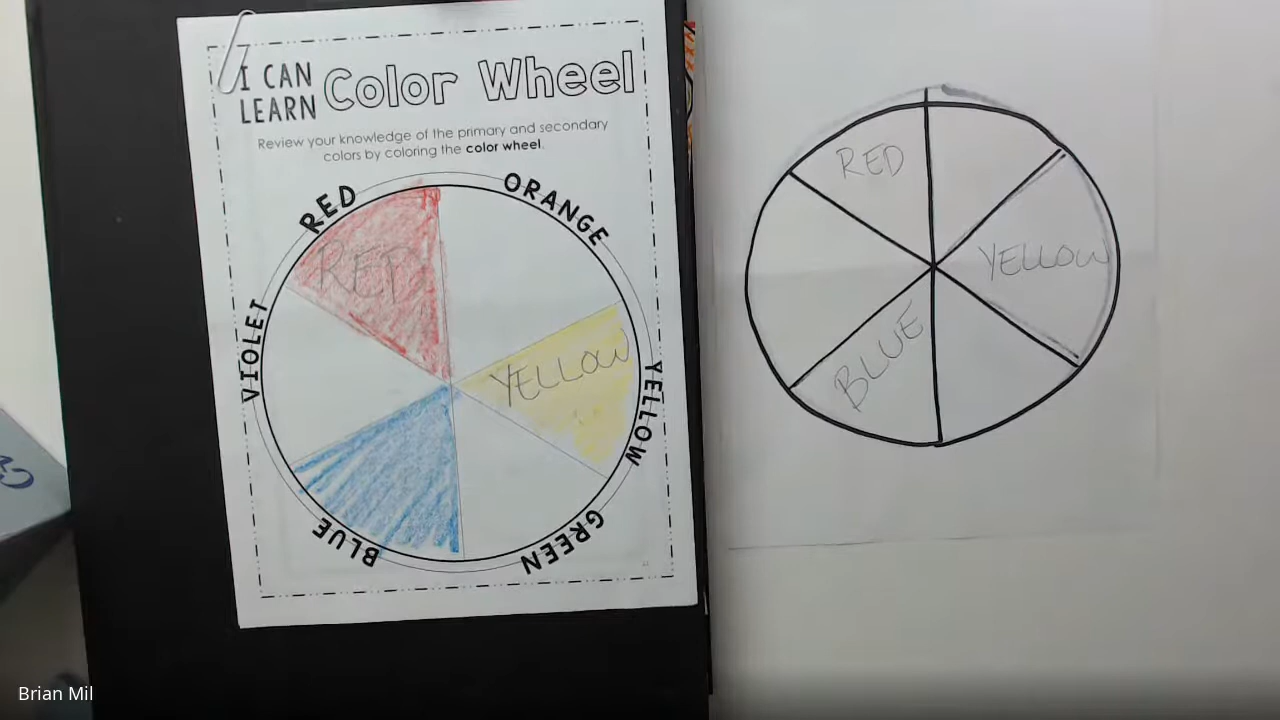 I CAN
LEARN
Color Wheel
Review your knowledge of the primary and secondary
colors by coloring the color wheel.
RED
ORANGE
VIOLET
YELLOW
BLUE
GREEN
RED
YELLOW
RED
YELLOW
BLUE
Brian Mil